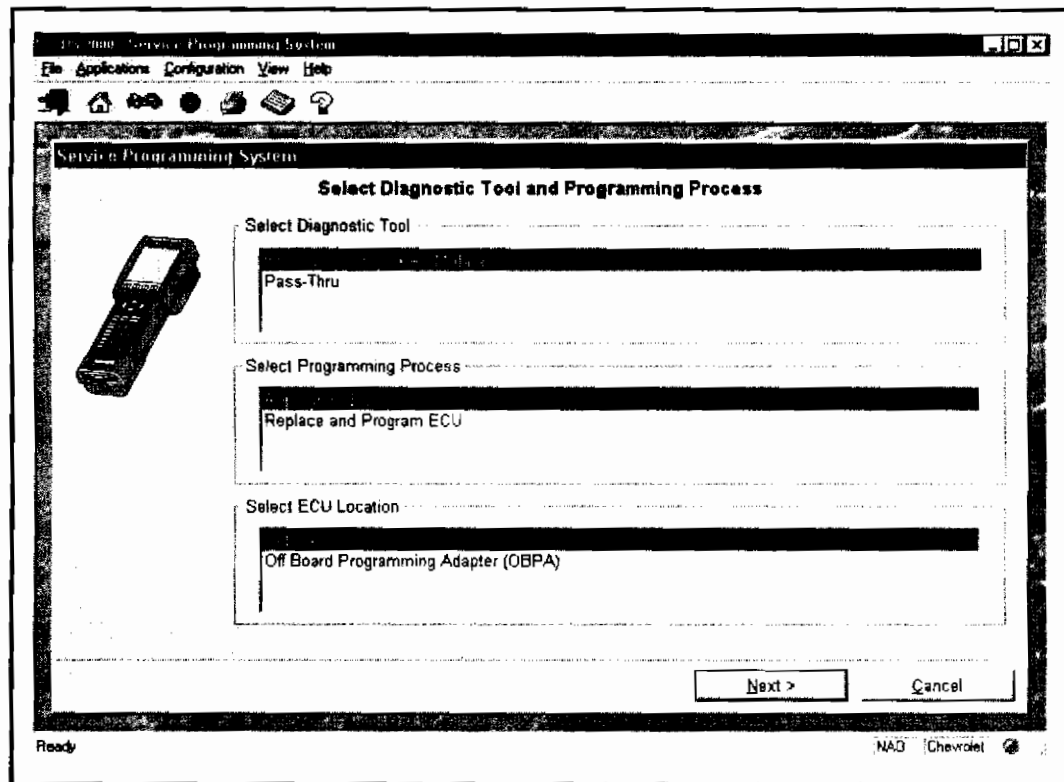 Service Programming System
File Applications Configuration View Help
Service Programming System
Select Diagnostic Tool and Programming Process
Select Diagnostic Tool
Pass-Thru
Select Programming Process
Replace and Program ECU
Select ECU Location
Off Board Programming Adapter (OBPA)
Next >
Cancel
Ready
NAO Chevrolet